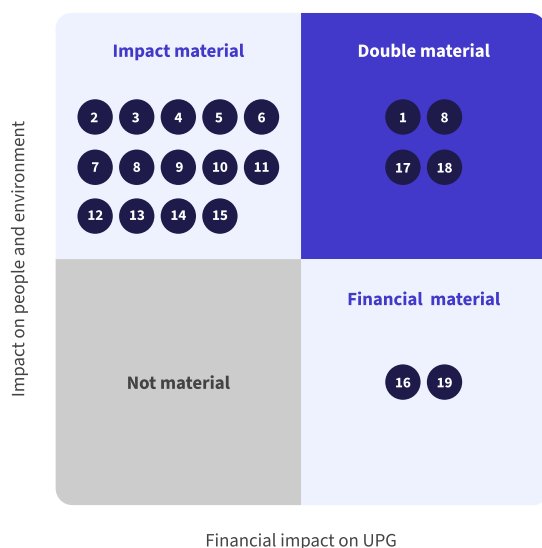 Impact material
2 3 4 5 6
7 8 9 10 11
12 13 14 15
Double material
1 8
17 18
Not material
Financial material
16 19
Impact on people and environment
Financial impact on UPG